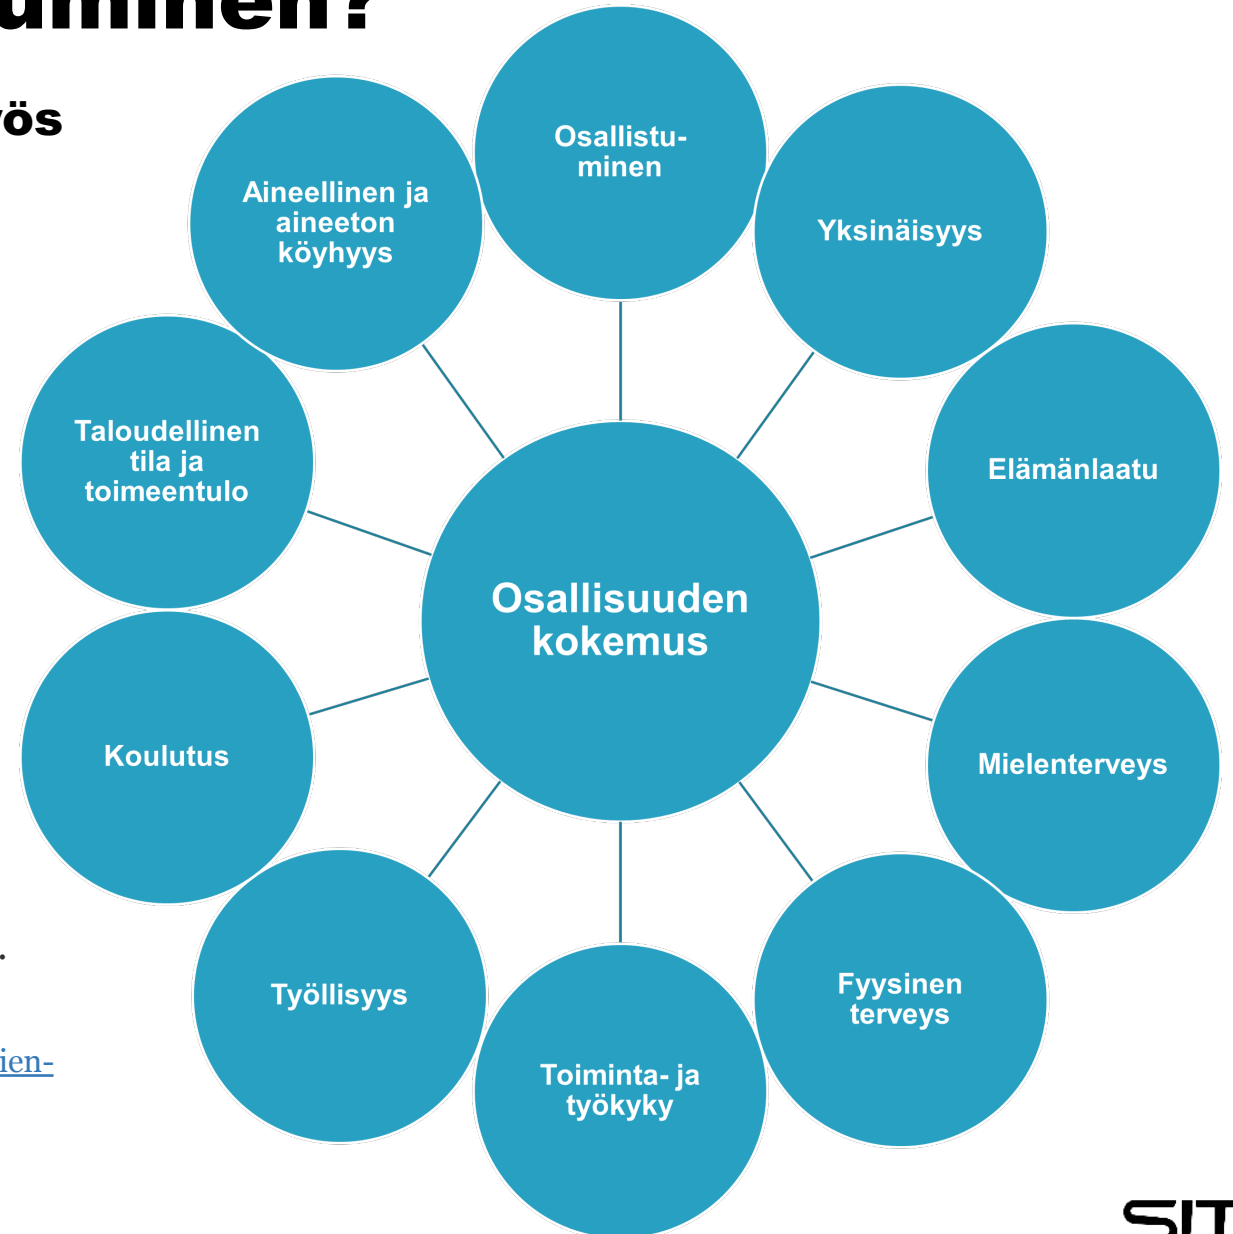 uminen?
yös
Osallistu-
minen
Yksinäisyys
Elämänlaatu
Mielenterveys
Fyysinen
terveys
Toiminta- ja
työkyky
Työllisyys
Koulutus
Taloudellinen
tila ja
toimeentulo
Aineellinen ja
aineeton
köyhyys
Osallisuuden
kokemus
.
ien-
SIT